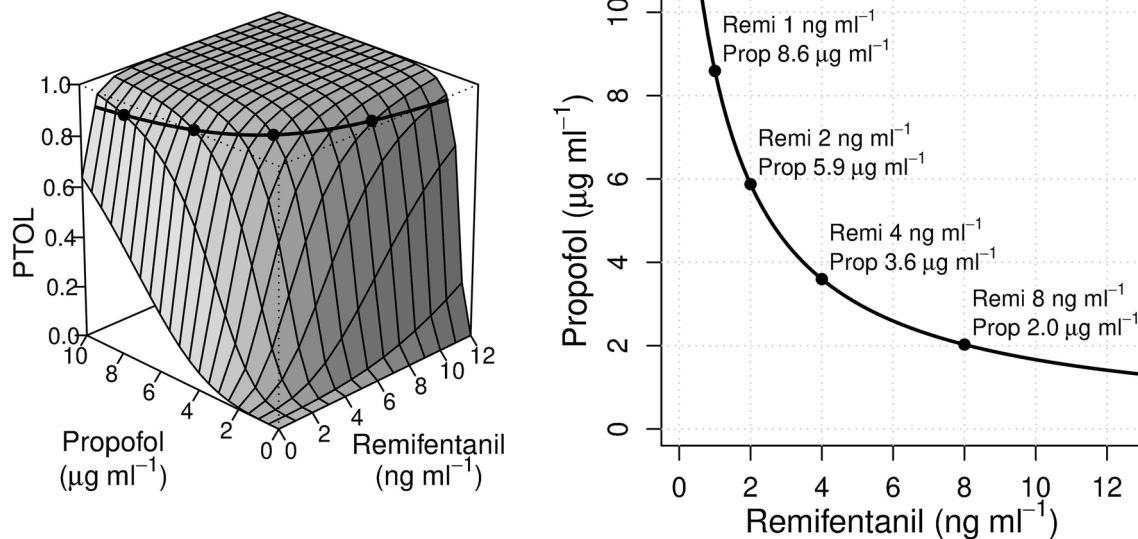 PTOL
1.0
0.8
0.6
0.4
0.2
0.0
10
8
6
4
2
0
0
2
4
6
8
10
12
Propofol
(μg ml⁻¹)
Remifentanil
(ng ml⁻¹)
Propofol (μg ml⁻¹)
10
8
6
4
2
0
Remi 1 ng ml⁻¹
Prop 8.6 μg ml⁻¹
Remi 2 ng ml⁻¹
Prop 5.9 μg ml⁻¹
Remi 4 ng ml⁻¹
Prop 3.6 μg ml⁻¹
Remi 8 ng ml⁻¹
Prop 2.0 μg ml⁻¹
0
2
4
6
8
10
12
Remifentanil (ng ml⁻¹)